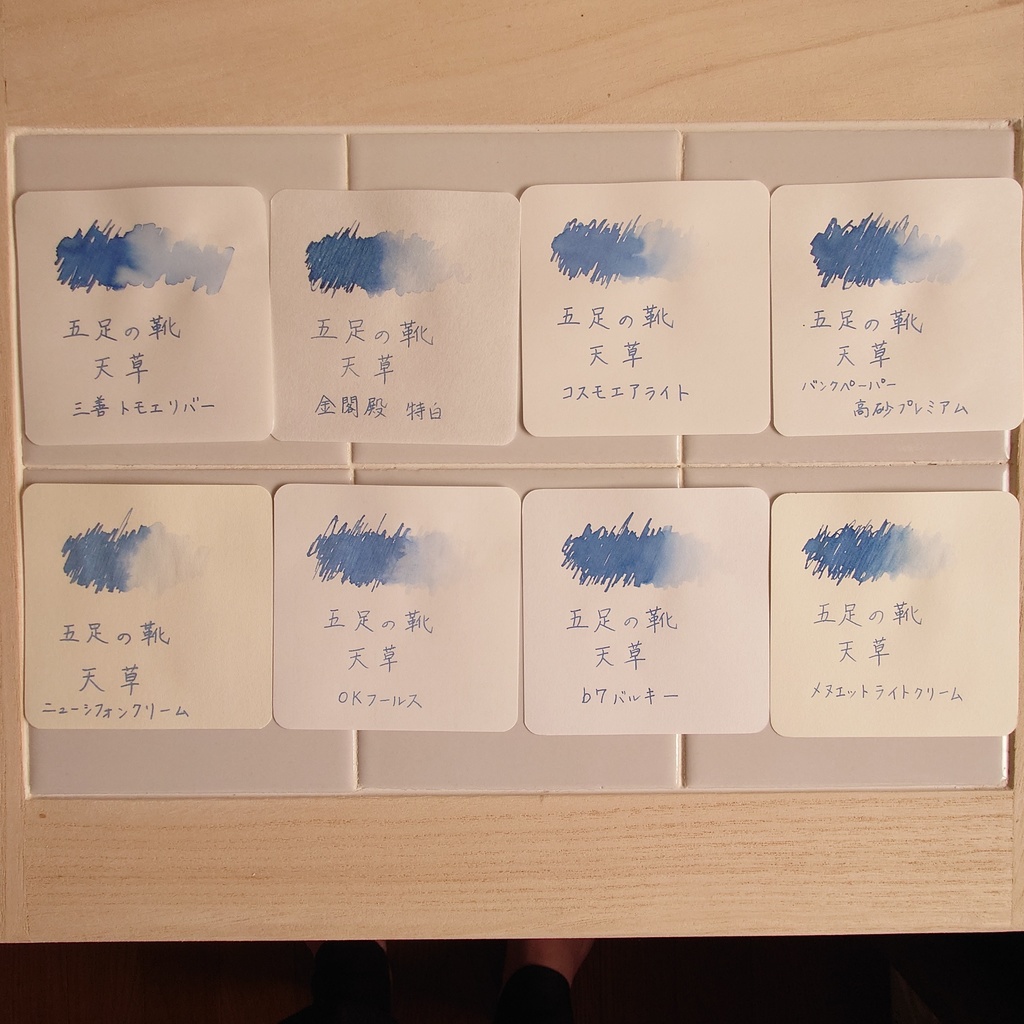 五足の靴
天草
三善トモエリバー
五足の靴
天草
金閣殿 特白
五足の靴
天草
コスモエアライト
五足の靴
天草
バンクペーパー
高砂プレミアム
五足の靴
天草
ニューシフォンクリーム
五足の靴
天草
OKフールス
五足の靴
天草
b7バルキー
五足の靴
天草
メヌエットライトクリーム